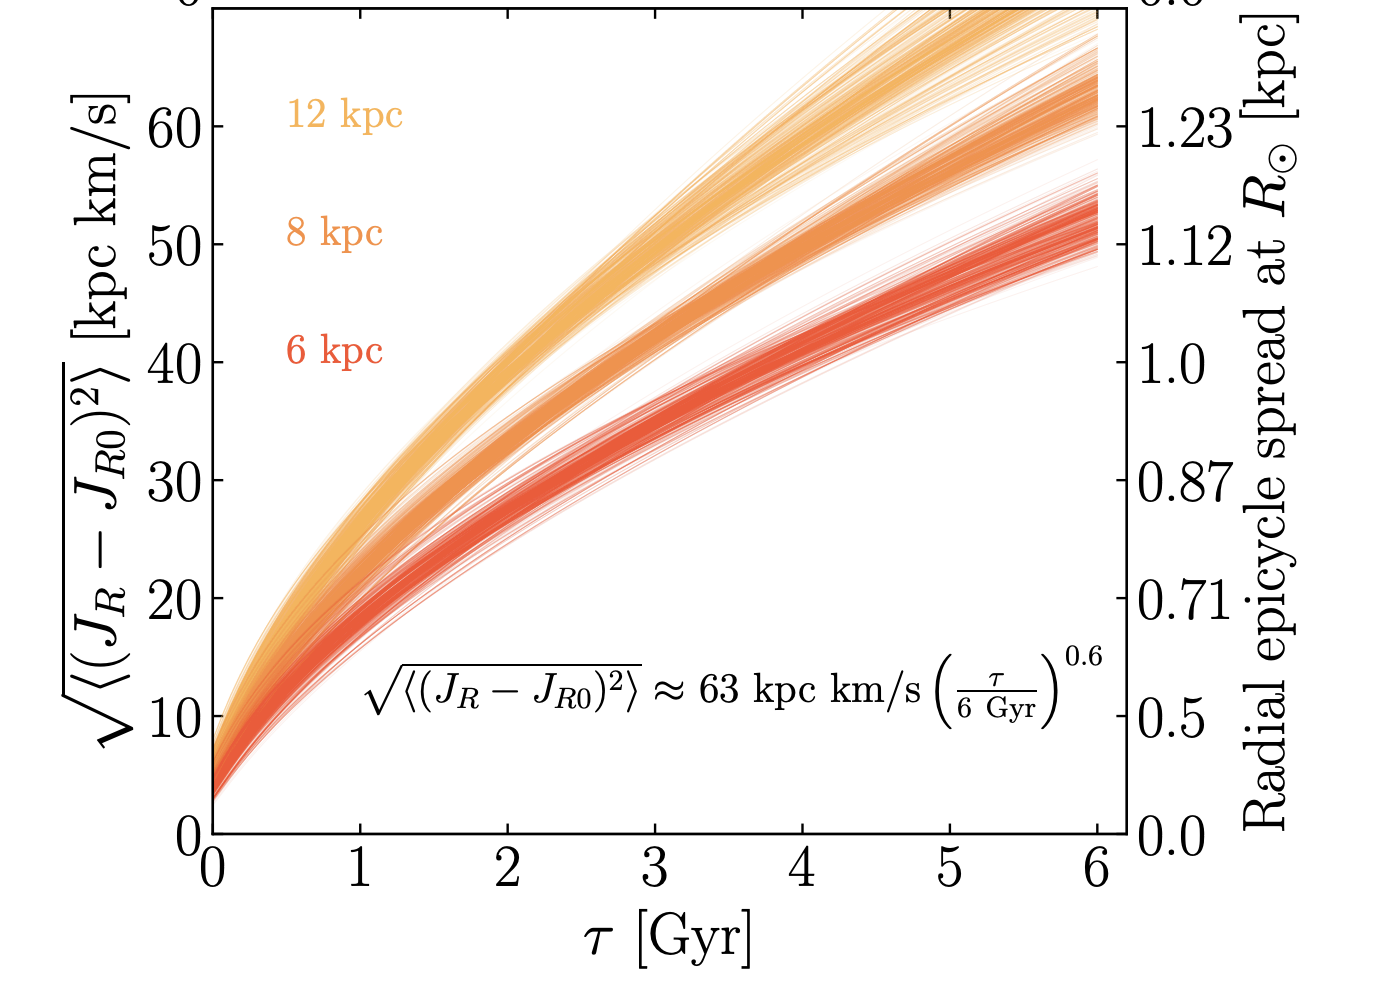 √⟨(J_R − J_R0)²⟩ [kpc km/s]
60
50
40
30
20
10
0
12 kpc
8 kpc
6 kpc
√⟨(J_R − J_R0)²⟩ ≈ 63 kpc km/s (τ / 6 Gyr)^0.6
0 1 2 3 4 5 6
τ [Gyr]
1.23
1.12
1.0
0.87
0.71
0.5
0.0
Radial epicycle spread at R⊙ [kpc]